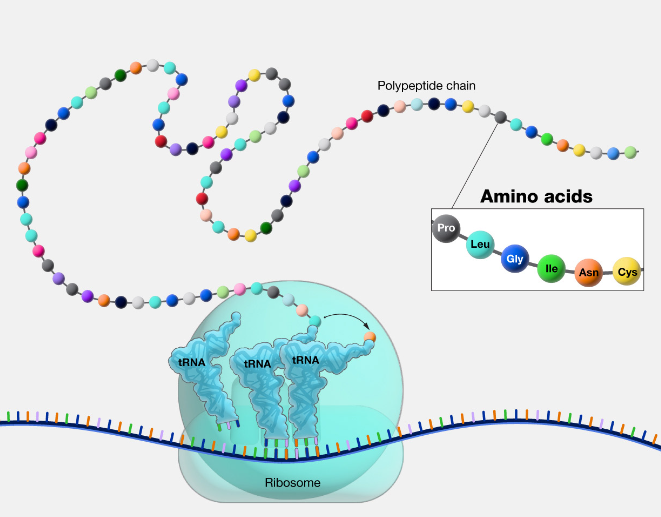 Polypeptide chain
Amino acids
Pro
Leu
Gly
Ile
Asn
Cys
tRNA
tRNA
tRNA
Ribosome